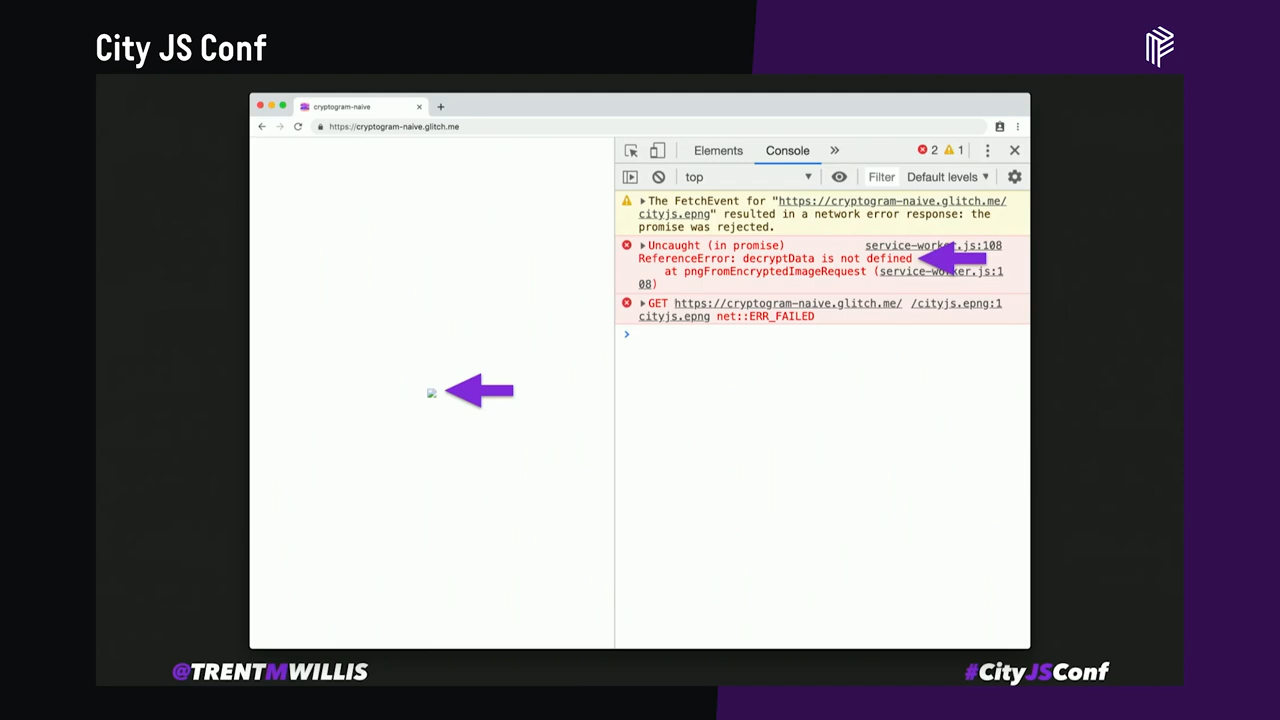 City JS Conf
cryptogram-naive
https://cryptogram-naive.glitch.me
Elements Console 2 1
top Filter Default levels
The FetchEvent for "https://cryptogram-naive.glitch.me/
cityjs.epng" resulted in a network error response: the
promise was rejected.
Uncaught (in promise) service-worker.js:108
ReferenceError: decryptData is not defined
at pngFromEncryptedImageRequest (service-worker.js:1
08)
GET https://cryptogram-naive.glitch.me/ /cityjs.epng:1
cityjs.epng net::ERR_FAILED
@TRENTMWILLIS
#CityJSConf